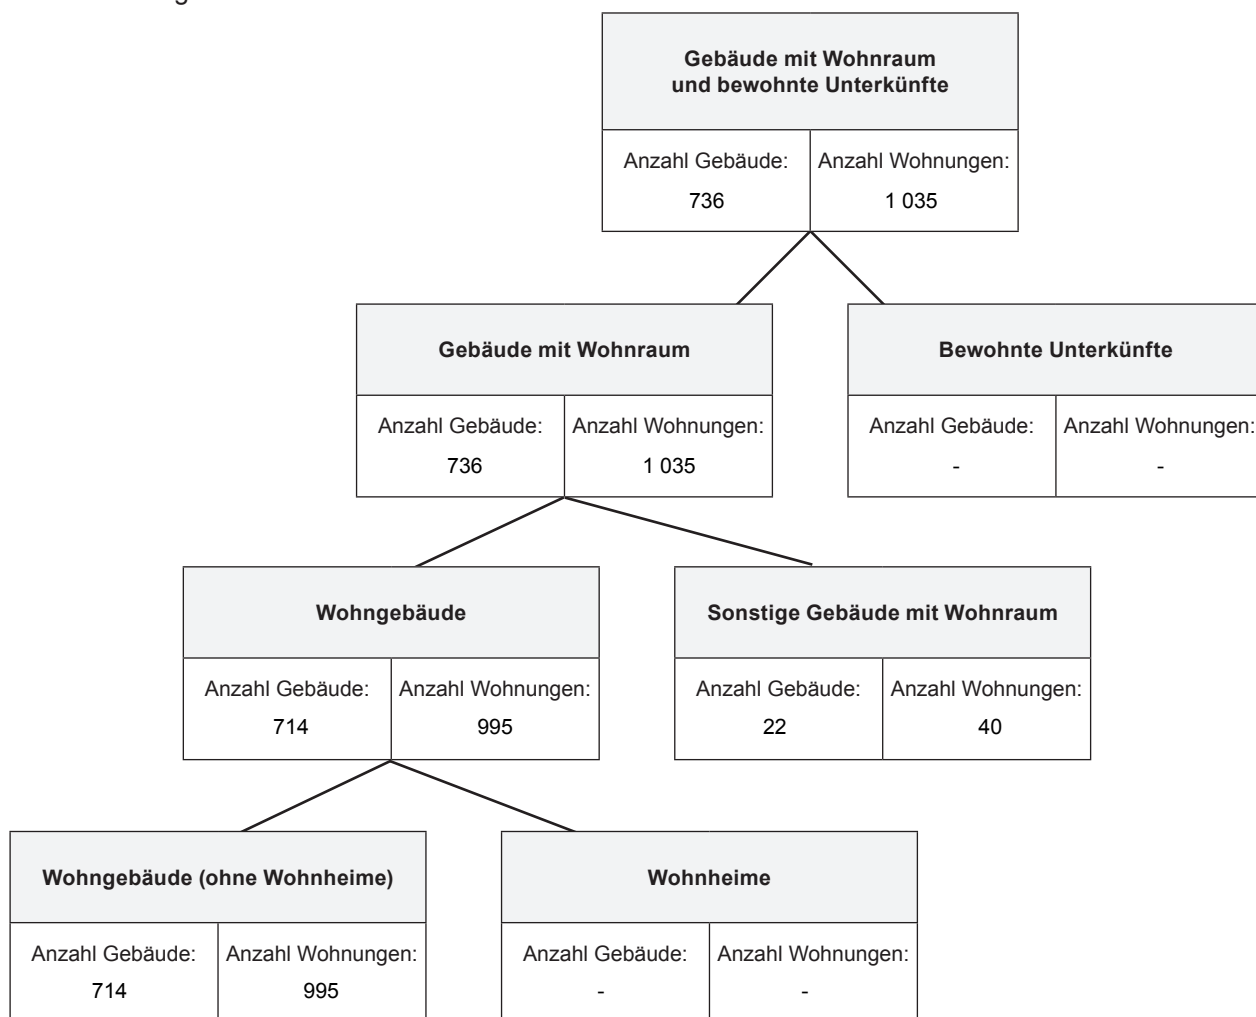 Gebäude mit Wohnraum
und bewohnte Unterkünfte
Anzahl Gebäude: Anzahl Wohnungen:
736 1 035
Gebäude mit Wohnraum Bewohnte Unterkünfte
Anzahl Gebäude: Anzahl Wohnungen: Anzahl Gebäude: Anzahl Wohnungen:
736 1 035 - -
Wohngebäude Sonstige Gebäude mit Wohnraum
Anzahl Gebäude: Anzahl Wohnungen: Anzahl Gebäude: Anzahl Wohnungen:
714 995 22 40
Wohngebäude (ohne Wohnheime) Wohnheime
Anzahl Gebäude: Anzahl Wohnungen: Anzahl Gebäude: Anzahl Wohnungen:
714 995 - -